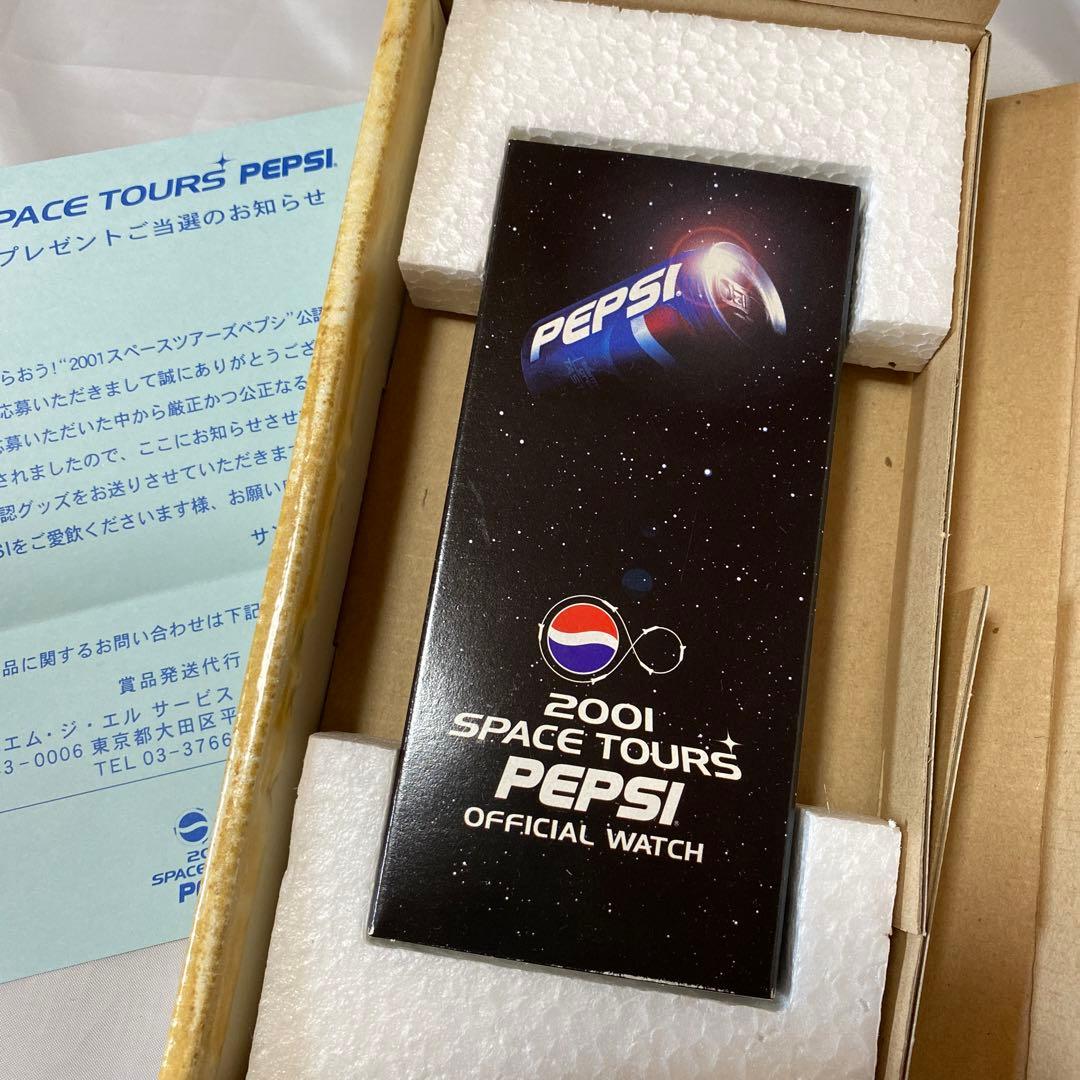 SPACE TOURS PEPSI
プレゼントご当選のお知らせ
らおう!“2001スペースツアーズペプシ”公認
応募いただきまして誠にありがとうござ
応募いただいた中から厳正かつ公正なる
されましたので、ここにお知らせさせ
認グッズをお送りさせていただきま
SIをご愛飲くださいます様、お願い
サン
品に関するお問い合わせは下記
賞品発送代行
エム・ジ・エル サービス
3-0006 東京都大田区平
TEL 03-3766
20
SPACE
PE
PEPSI
2001
SPACE TOURS
PEPSI
OFFICIAL WATCH